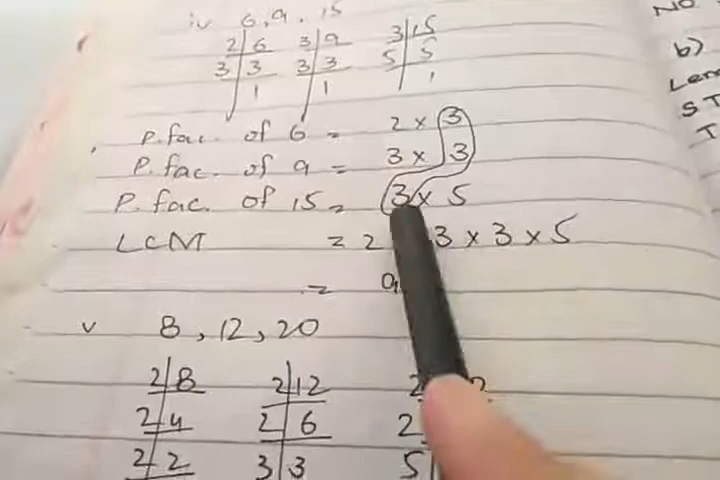 iv 6, 9, 15
2 6 3 9 3 15
3 3 3 3 5 5
1 1 1
P. fac. of 6 = 2 x 3
P. fac. of 9 = 3 x 3
P. fac. of 15 = 3 x 5
LCM = 2 3 x 3 x 5
= 9
v 8, 12, 20
2 8 2 12 2
2 4 2 6 2
2 2 3 3 5
No
b)
Len
ST
T